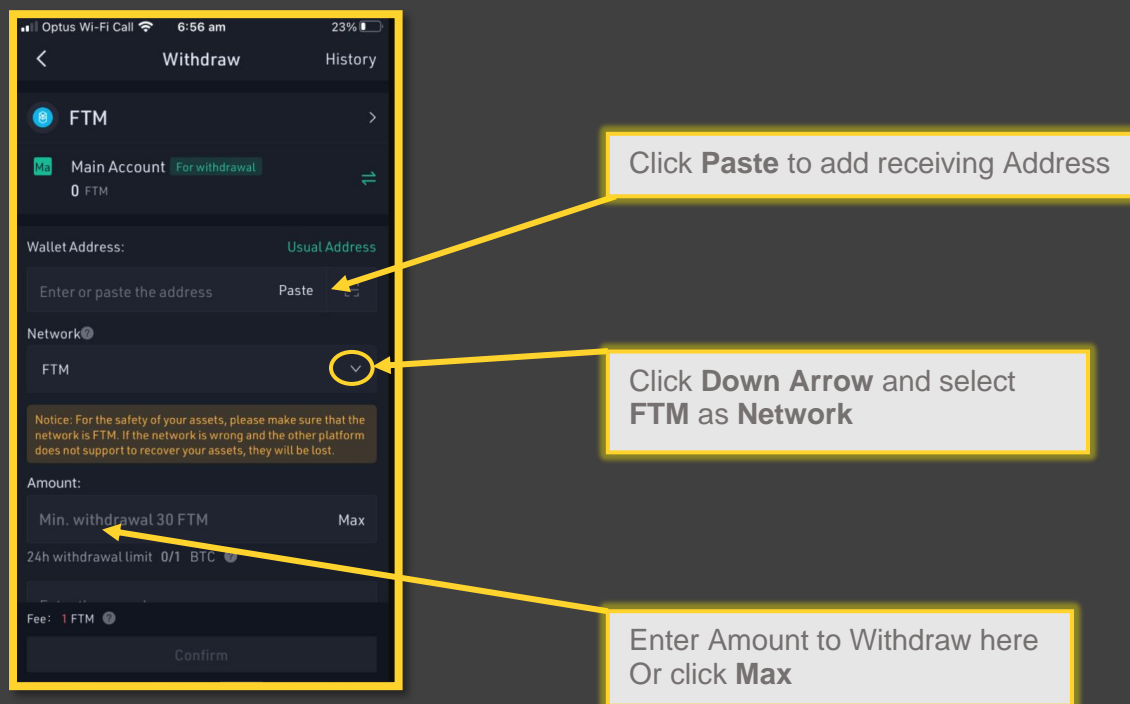 Optus Wi-Fi Call 6:56 am 23%
Withdraw History
FTM
Ma Main Account For withdrawal
0 FTM
Wallet Address: Usual Address
Enter or paste the address Paste
Network?
FTM
Notice: For the safety of your assets, please make sure that the
network is FTM. If the network is wrong and the other platform
does not support to recover your assets, they will be lost.
Amount:
Min. withdrawal 30 FTM Max
24h withdrawal limit 0/1 BTC ?
Fee: 1 FTM ?
Confirm
Click Paste to add receiving Address
Click Down Arrow and select
FTM as Network
Enter Amount to Withdraw here
Or click Max